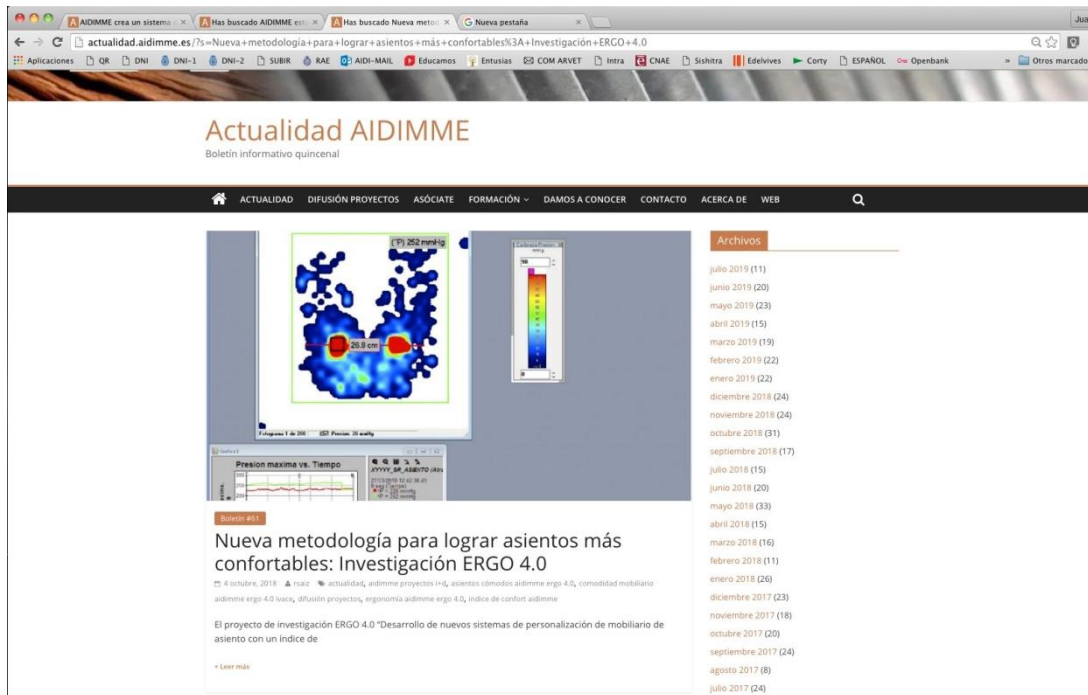 AIDIMME crea un sistema
Has buscado AIDIMME est
Has buscado Nueva metod
Nueva pestaña
Jua
actualidad.aidimme.es/?s=Nueva+metodología+para+lograr+asientos+más+confortables%3A+Investigación+ERGO+4.0
Aplicaciones QR DNI DNI-1 DNI-2 SUBIR RAE AIDI-MAIL Educamos Entusias COM ARVET Intra CNAE Sishitra Edelvives Corty ESPAÑOL Openbank » Otros marcado
Actualidad AIDIMME
Boletín informativo quincenal
ACTUALIDAD DIFUSIÓN PROYECTOS ASÓCIATE FORMACIÓN DAMOS A CONOCER CONTACTO ACERCA DE WEB
(*P) 252 mmHg
26.8 cm
Presion maxima vs. Tiempo
Boletín #61
Nueva metodología para lograr asientos más
confortables: Investigación ERGO 4.0
4 octubre, 2018 rsaiz actualidad, aidimme proyectos i+d, asientos cómodos aidimme ergo 4.0, comodidad mobiliario
aidimme ergo 4.0 ivace, difusión proyectos, ergonomía aidimme ergo 4.0, indice de confort aidimme
El proyecto de investigación ERGO 4.0 “Desarrollo de nuevos sistemas de personalización de mobiliario de
asiento con un índice de
+ Leer más
Archivos
julio 2019 (11)
junio 2019 (20)
mayo 2019 (23)
abril 2019 (15)
marzo 2019 (19)
febrero 2019 (22)
enero 2019 (22)
diciembre 2018 (24)
noviembre 2018 (24)
octubre 2018 (31)
septiembre 2018 (17)
julio 2018 (15)
junio 2018 (20)
mayo 2018 (33)
abril 2018 (15)
marzo 2018 (16)
febrero 2018 (11)
enero 2018 (26)
diciembre 2017 (23)
noviembre 2017 (18)
octubre 2017 (20)
septiembre 2017 (24)
agosto 2017 (8)
julio 2017 (24)